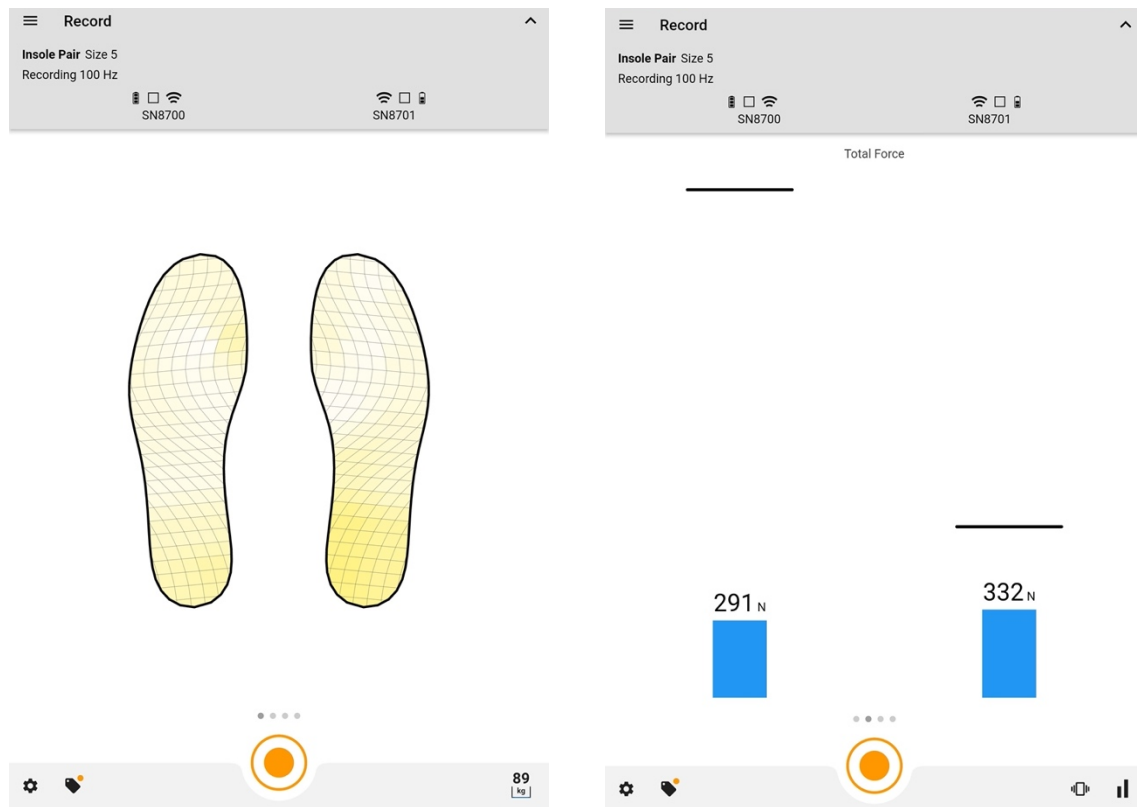 Record
Insole Pair Size 5
Recording 100 Hz
SN8700 SN8701
89
kg
Record
Insole Pair Size 5
Recording 100 Hz
SN8700 SN8701
Total Force
291 N
332 N